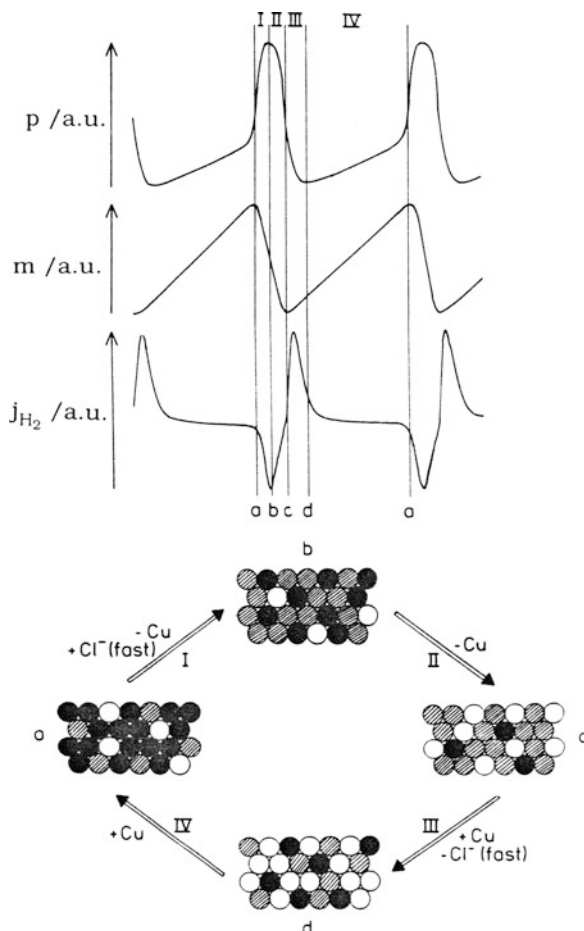 I II III IV
p /a.u.
m /a.u.
j_H₂ /a.u.
a b c d a
b
- Cu
+Cl⁻(fast)
I
-Cu
II
a
c
+Cu
IV
III
+Cu
-Cl⁻(fast)
d